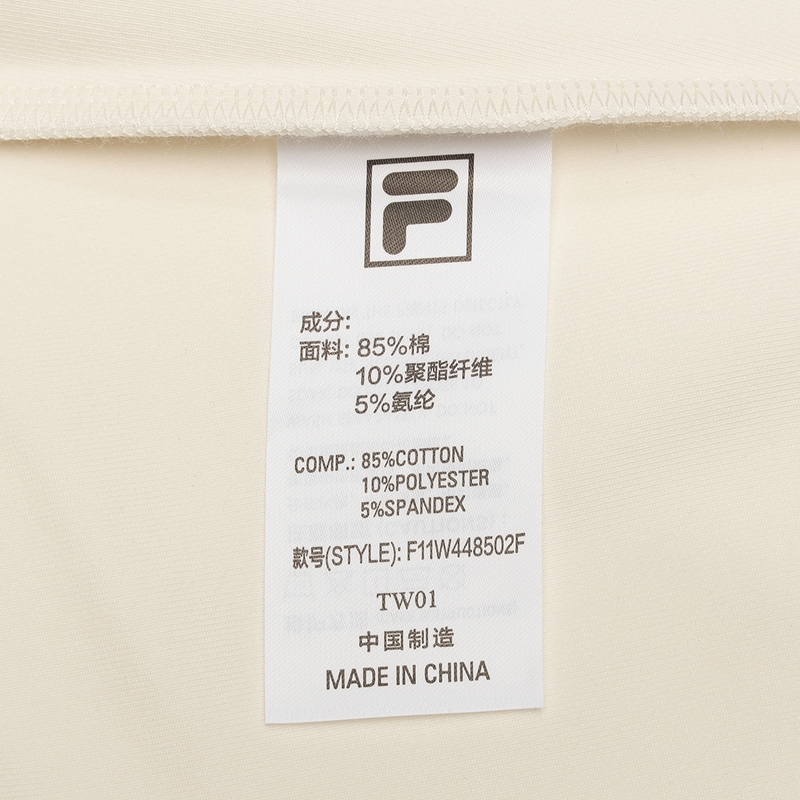 F
成分:
面料: 85%棉
10%聚酯纤维
5%氨纶
COMP.: 85%COTTON
10%POLYESTER
5%SPANDEX
款号(STYLE): F11W448502F
TW01
中国制造
MADE IN CHINA